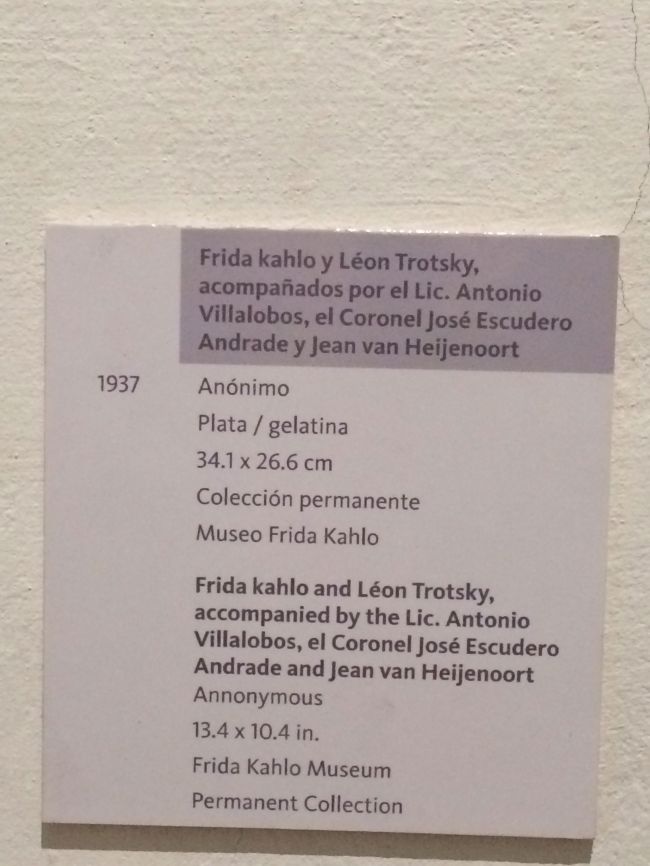 Frida kahlo y Léon Trotsky,
acompañados por el Lic. Antonio
Villalobos, el Coronel José Escudero
Andrade y Jean van Heijenoort
1937 Anónimo
Plata / gelatina
34.1 x 26.6 cm
Colección permanente
Museo Frida Kahlo
Frida kahlo and Léon Trotsky,
accompanied by the Lic. Antonio
Villalobos, el Coronel José Escudero
Andrade and Jean van Heijenoort
Annonymous
13.4 x 10.4 in.
Frida Kahlo Museum
Permanent Collection